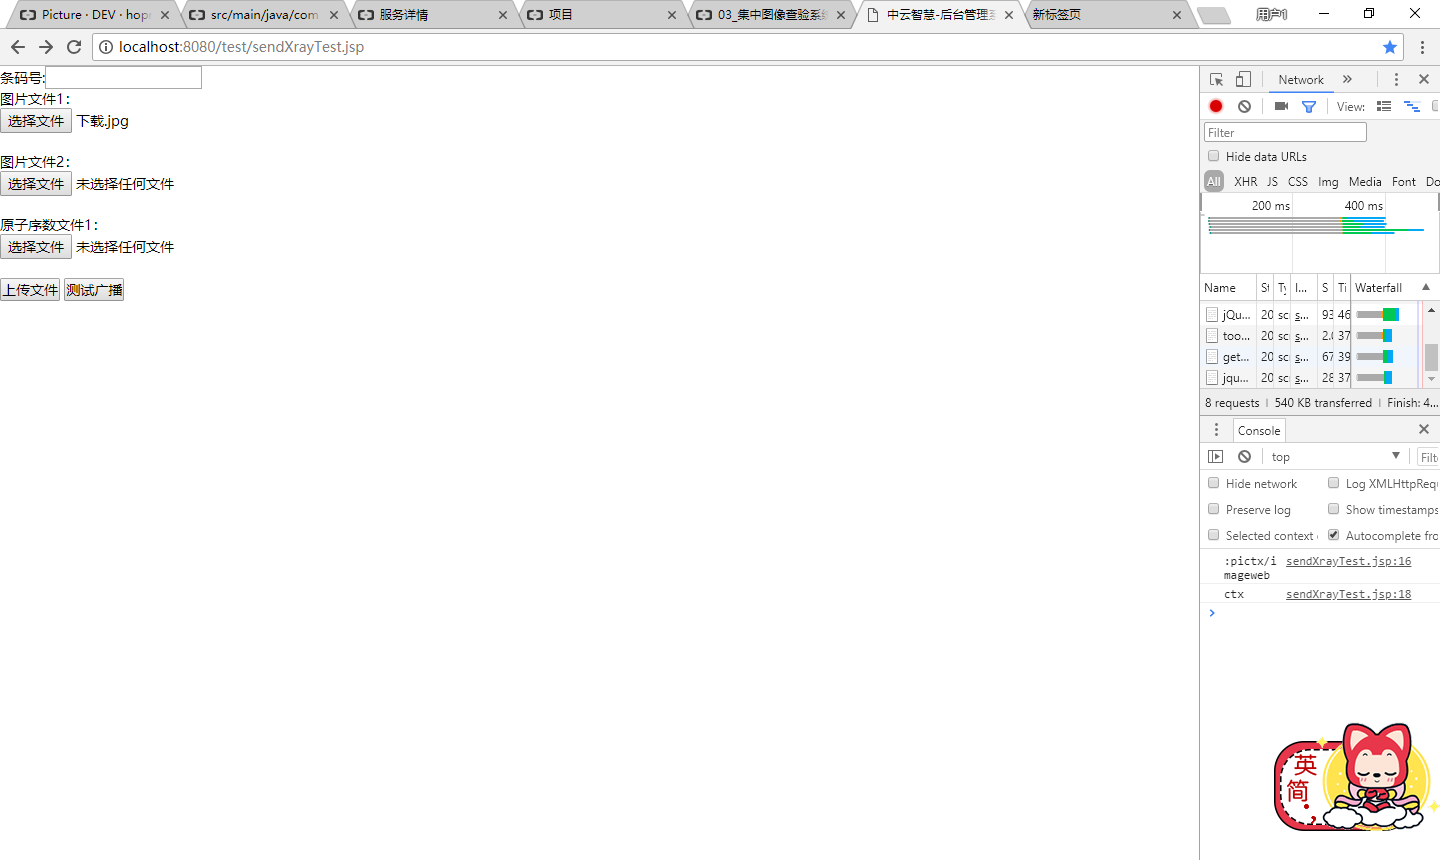 Picture · DEV · hopr
src/main/java/com
服务详情
项目
03_集中图像查验系统
中云智慧-后台管理系
新标签页
用户1
localhost:8080/test/sendXrayTest.jsp
条码号:
图片文件1：
选择文件 下载.jpg
图片文件2：
选择文件 未选择任何文件
原子序数文件1：
选择文件 未选择任何文件
上传文件 测试广播
Network
View:
Filter
Hide data URLs
All XHR JS CSS Img Media Font Do
200 ms 400 ms
Name St Ty I... S Ti Waterfall
jQu... 20 scr s... 93 46
too... 20 scr s... 2.0 37
get... 20 scr s... 67 39
jqu... 20 scr s... 28 37
8 requests | 540 KB transferred | Finish: 4...
Console
top Filt
Hide network Log XMLHttpRequ
Preserve log Show timestamps
Selected context Autocomplete fro
:pictx/i sendXrayTest.jsp:16
mageweb
ctx sendXrayTest.jsp:18
英
简